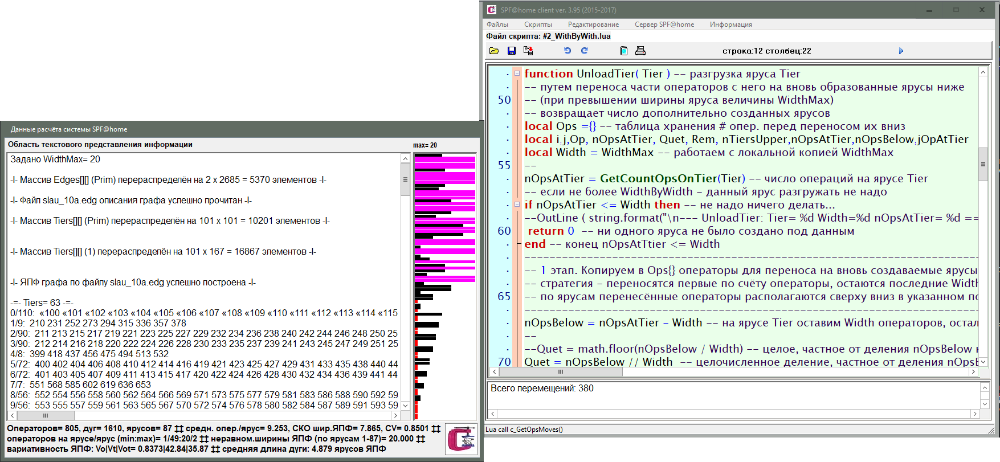 Данные расчёта системы SPF@home
Область текстового представления информации
max= 20
Задано WidthMax= 20
-I- Массив Edges[][] (Prim) перераспределён на 2 x 2685 = 5370 элементов -I-
-I- Файл slau_10a.edg описания графа успешно прочитан -I-
-I- Массив Tiers[][] (Prim) перераспределён на 101 x 101 = 10201 элементов -I-
-I- Массив Tiers[][] (1) перераспределён на 101 x 167 = 16867 элементов -I-
-I- ЯПФ графа по файлу slau_10a.edg успешно построена -I-
-=- Tiers= 63 -=-
0/110: «100 «101 «102 «103 «104 «105 «106 «107 «108 «109 «110 «111 «112 «113 «114 «115
1/9: 210 231 252 273 294 315 336 357 378
2/90: 211 213 215 217 219 221 223 225 227 229 232 234 236 238 240 242 244 246 248 250 25
3/90: 212 214 216 218 220 222 224 226 228 230 233 235 237 239 241 243 245 247 249 251 25
4/8: 399 418 437 456 475 494 513 532
5/72: 400 402 404 406 408 410 412 414 416 419 421 423 425 427 429 431 433 435 438 440 44
6/72: 401 403 405 407 409 411 413 415 417 420 422 424 426 428 430 432 434 436 439 441 44
7/7: 551 568 585 602 619 636 653
8/56: 552 554 556 558 560 562 564 566 569 571 573 575 577 579 581 583 586 588 590 592 59
9/56: 553 555 557 559 561 563 565 567 570 572 574 576 578 580 582 584 587 589 591 593 59
Операторов= 805, дуг= 1610, ярусов= 87 ‡‡ средн. опер./ярус= 9.253, СКО шир.ЯПФ= 7.865, CV= 0.8501 ‡‡
операторов на ярусе/ярус (min:max)= 1/49:20/2 ‡‡ неравном.ширины ЯПФ (по ярусам 1-87)= 20.000 ‡‡
вариативность ЯПФ: Vo|Vt|Vot= 0.8373|42.84|35.87 ‡‡ средняя длина дуги: 4.879 ярусов ЯПФ
SPF@home client ver. 3.95 (2015-2017)
Файлы Скрипты Редактирование Сервер SPF@home Информация
Файл скрипта: #2_WithByWith.lua
строка:12 столбец:22
function UnloadTier( Tier ) -- разгрузка яруса Tier
-- путем переноса части операторов с него на вновь образованные ярусы ниже
50 -- (при превышении ширины яруса величины WidthMax)
-- возвращает число дополнительно созданных ярусов
local Ops ={} -- таблица хранения # опер. перед переносом их вниз
local i,j,Op, nOpsAtTier, Quet, Rem, nTiersUpper,nOpsAtTier,nOpsBelow,jOpAtTier
local Width = WidthMax -- работаем с локальной копией WidthMax
55 --
nOpsAtTier = GetCountOpsOnTier(Tier) -- число операций на ярусе Tier
-- если не более WidthByWidth - данный ярус разгружать не надо
if nOpsAtTier <= Width then -- не надо ничего делать...
--OutLine ( string.format("\n--- UnloadTier: Tier= %d Width=%d nOpsAtTier= %d ==
60 return 0 -- ни одного яруса не было создано под данным
end -- конец nOpsAtTtier <= Width
-- 1 этап. Копируем в Ops{} операторы для переноса на вновь создаваемые ярусы
-- стратегия - переносятся первые по счёту операторы, остаются последние Widt
65 -- по ярусам перенесённые операторы располагаются сверху вниз в указанном по
nOpsBelow = nOpsAtTier - Width -- на ярусе Tier оставим Width операторов, остал
--
--Quet = math.floor(nOpsBelow / Width) -- целое, частное от деления nOpsBelow н
70 Quet = nOpsBelow // Width -- целочисленное деление, частное от деления nOpsB
Всего перемещений: 380
Lua call c_GetOpsMoves()